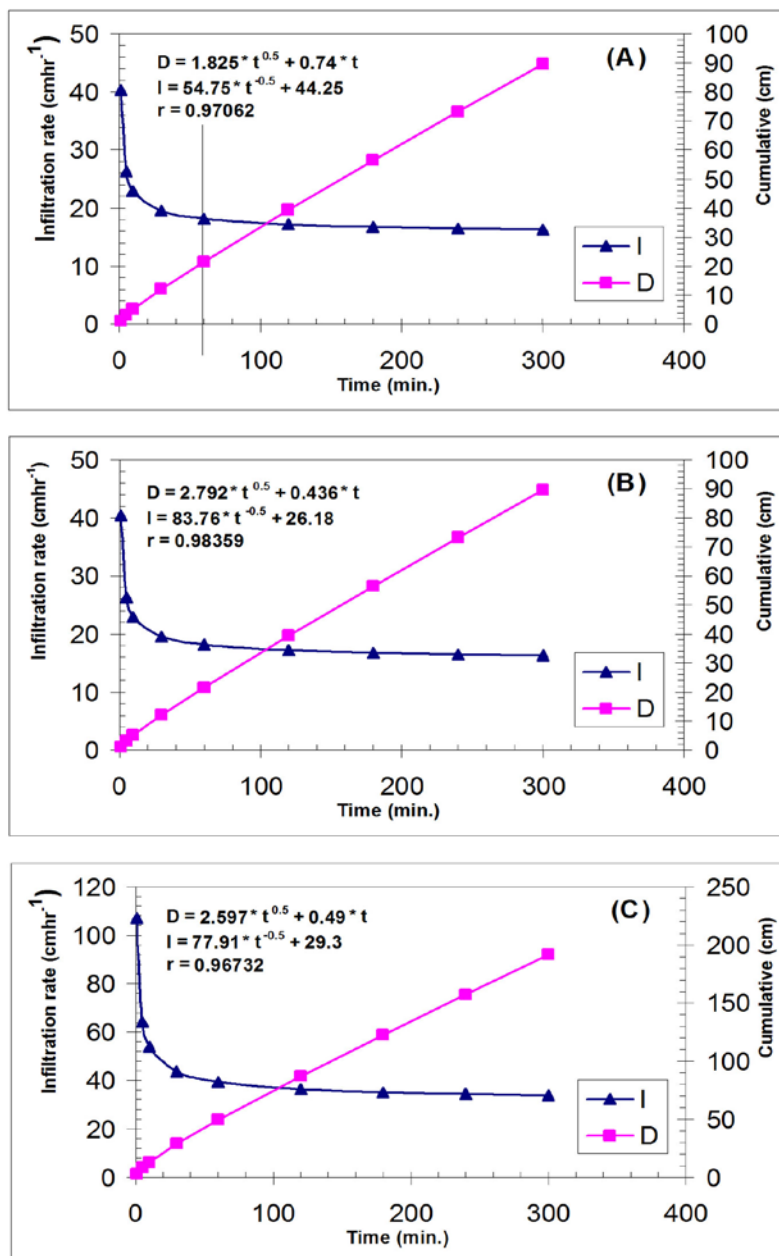 (A)
D = 1.825* t^0.5 + 0.74* t
I = 54.75* t^-0.5 + 44.25
r = 0.97062
Infiltration rate (cmhr^-1)
50
40
30
20
10
0
Cumulative (cm)
100
90
80
70
60
50
40
30
20
10
0
I
D
0 100 200 300 400
Time (min.)
(B)
D = 2.792* t^0.5 + 0.436* t
I = 83.76* t^-0.5 + 26.18
r = 0.98359
Infiltration rate (cmhr^-1)
50
40
30
20
10
0
Cumulative (cm)
100
90
80
70
60
50
40
30
20
10
0
I
D
0 100 200 300 400
Time (min.)
(C)
D = 2.597* t^0.5 + 0.49* t
I = 77.91* t^-0.5 + 29.3
r = 0.96732
Infiltration rate (cmhr^-1)
120
100
80
60
40
20
0
Cumulative (cm)
250
200
150
100
50
0
I
D
0 100 200 300 400
Time (min.)